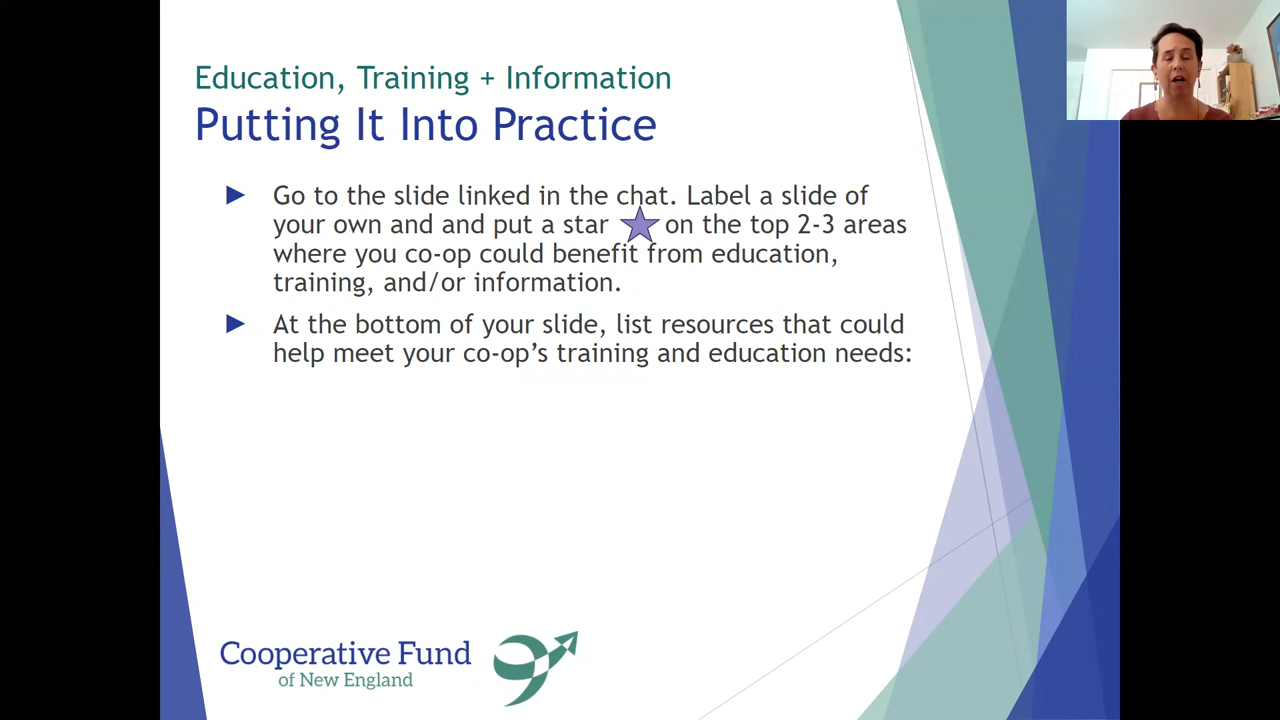 Education, Training + Information
Putting It Into Practice
Go to the slide linked in the chat. Label a slide of
your own and and put a star on the top 2-3 areas
where you co-op could benefit from education,
training, and/or information.
At the bottom of your slide, list resources that could
help meet your co-op’s training and education needs:
Cooperative Fund
of New England